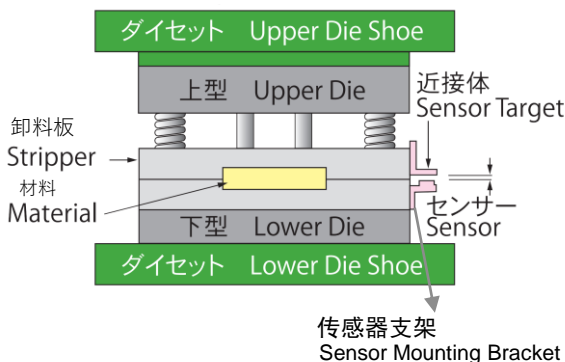 ダイセット Upper Die Shoe
上型 Upper Die
近接体
Sensor Target
卸料板
Stripper
材料
Material
センサー
Sensor
下型 Lower Die
ダイセット Lower Die Shoe
传感器支架
Sensor Mounting Bracket